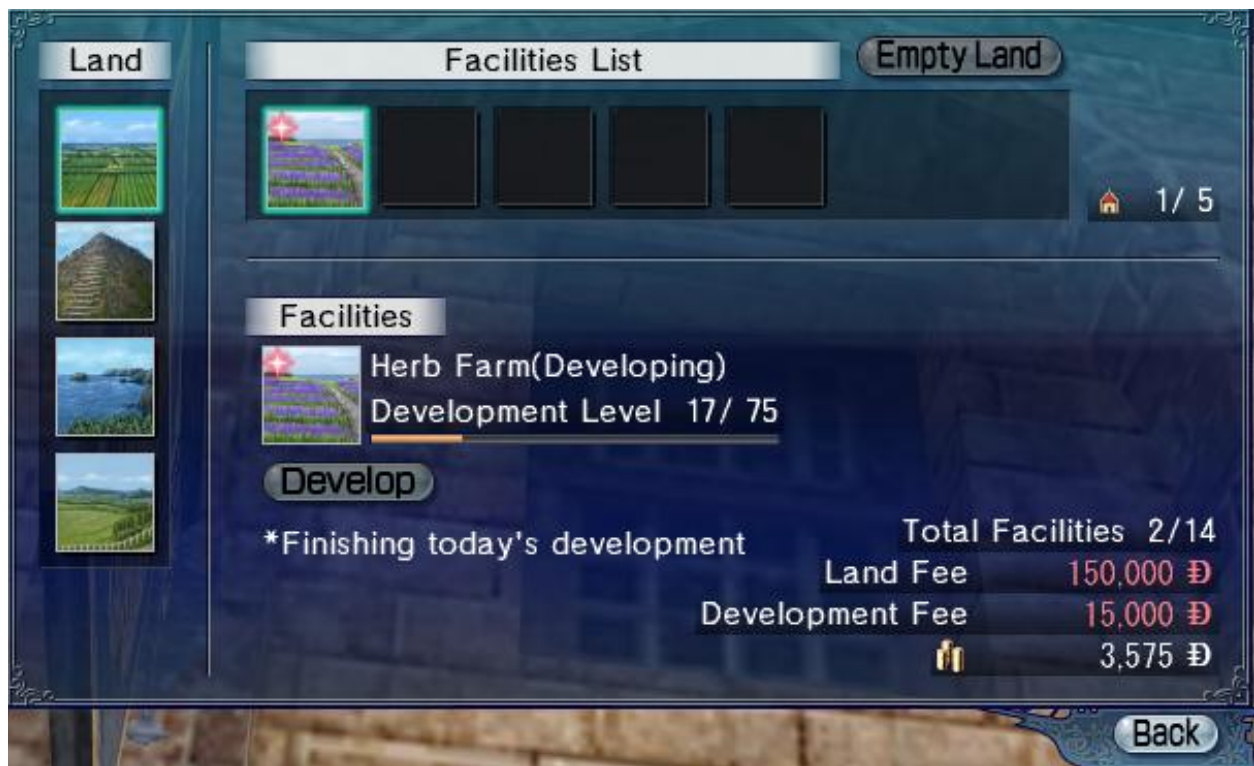 Land
Facilities List
Empty Land
1/ 5
Facilities
Herb Farm(Developing)
Development Level 17/ 75
Develop
*Finishing today's development
Total Facilities 2/14
Land Fee 150,000 Đ
Development Fee 15,000 Đ
3,575 Đ
Back